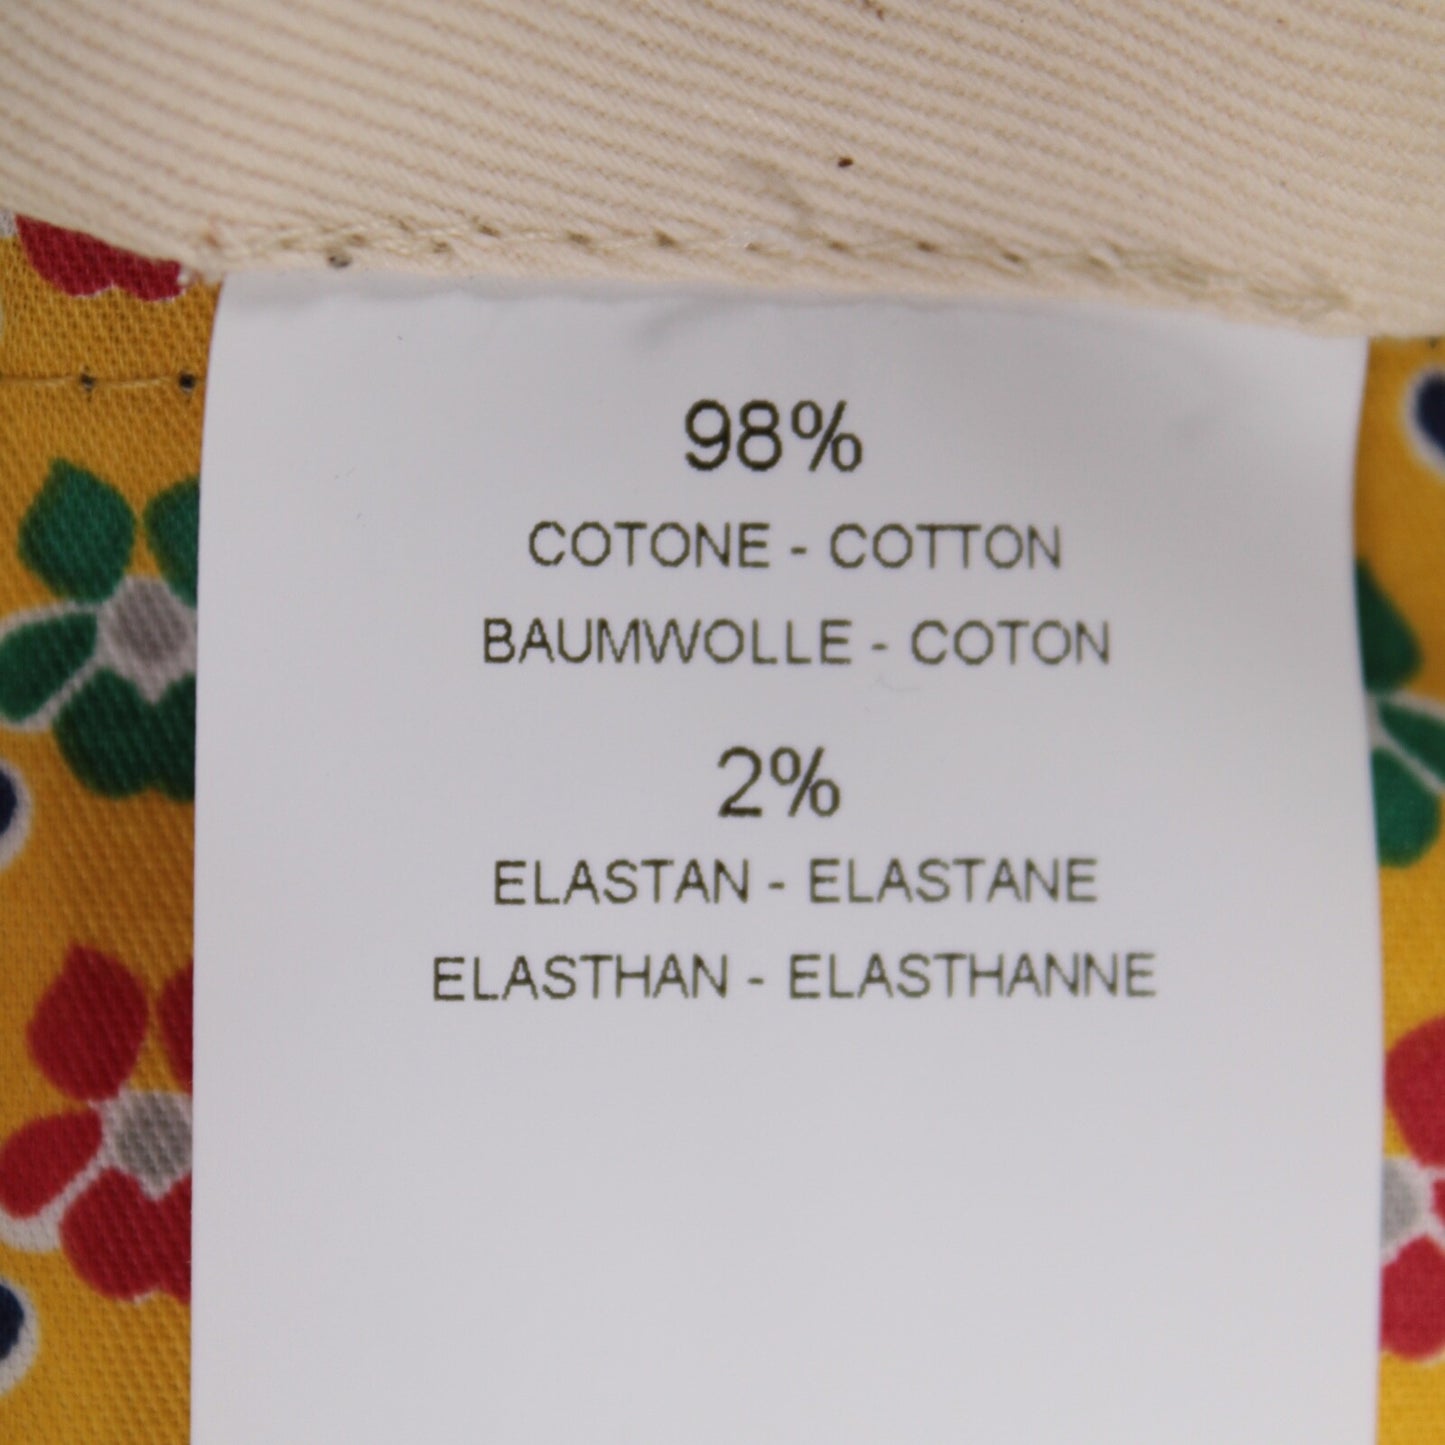 98%
COTONE - COTTON
BAUMWOLLE - COTON
2%
ELASTAN - ELASTANE
ELASTHAN - ELASTHANNE